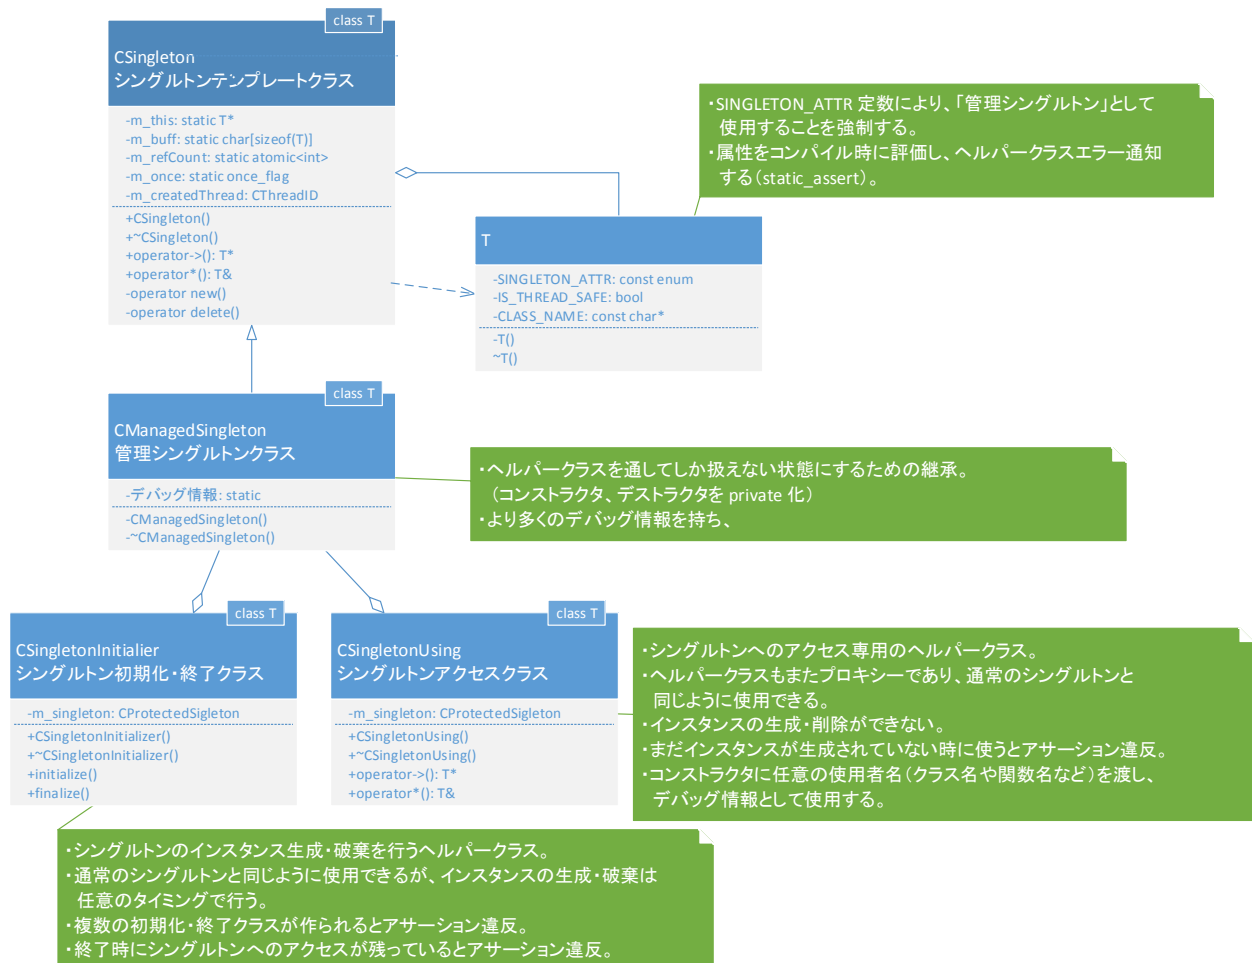 class T
CSingleton
シングルトンテンプレートクラス
-m_this: static T*
-m_buff: static char[sizeof(T)]
-m_refCount: static atomic<int>
-m_once: static once_flag
-m_createdThread: CThreadID
+CSingleton()
+~CSingleton()
+operator->(): T*
+operator*(): T&
-operator new()
-operator delete()
・SINGLETON_ATTR 定数により、「管理シングルトン」として
使用することを強制する。
・属性をコンパイル時に評価し、ヘルパークラスエラー通知
する（static_assert）。
T
-SINGLETON_ATTR: const enum
-IS_THREAD_SAFE: bool
-CLASS_NAME: const char*
-T()
~T()
class T
CManagedSingleton
管理シングルトンクラス
-デバッグ情報: static
-CManagedSingleton()
-~CManagedSingleton()
・ヘルパークラスを通してしか扱えない状態にするための継承。
（コンストラクタ、デストラクタを private 化）
・より多くのデバッグ情報を持ち、
class T
CSingletonInitialier
シングルトン初期化・終了クラス
-m_singleton: CProtectedSigleton
+CSingletonInitializer()
+~CSingletonInitializer()
+initialize()
+finalize()
class T
CSingletonUsing
シングルトンアクセスクラス
-m_singleton: CProtectedSigleton
+CSingletonUsing()
+~CSingletonUsing()
+operator->(): T*
+operator*(): T&
・シングルトンへのアクセス専用のヘルパークラス。
・ヘルパークラスもまたプロキシーであり、通常のシングルトンと
同じように使用できる。
・インスタンスの生成・削除ができない。
・まだインスタンスが生成されていない時に使うとアサーション違反。
・コンストラクタに任意の使用者名（クラス名や関数名など）を渡し、
デバッグ情報として使用する。
・シングルトンのインスタンス生成・破棄を行うヘルパークラス。
・通常のシングルトンと同じように使用できるが、インスタンスの生成・破棄は
任意のタイミングで行う。
・複数の初期化・終了クラスが作られるとアサーション違反。
・終了時にシングルトンへのアクセスが残っているとアサーション違反。